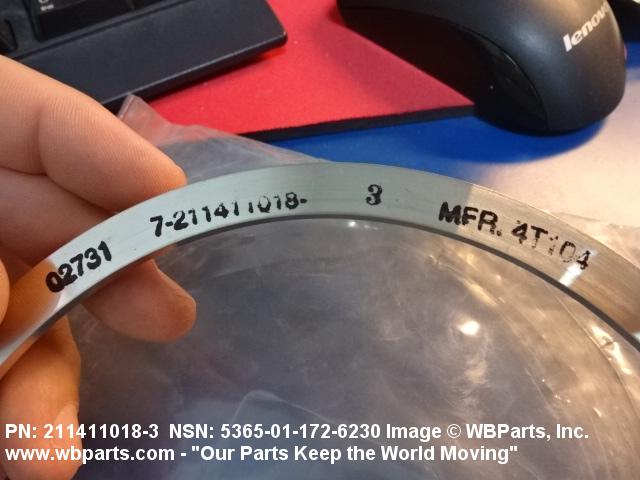 lenovo
02731 7-211411018- 3 MFR. 4T104
PN: 211411018-3 NSN: 5365-01-172-6230 Image © WBParts, Inc.
www.wbparts.com - "Our Parts Keep the World Moving"